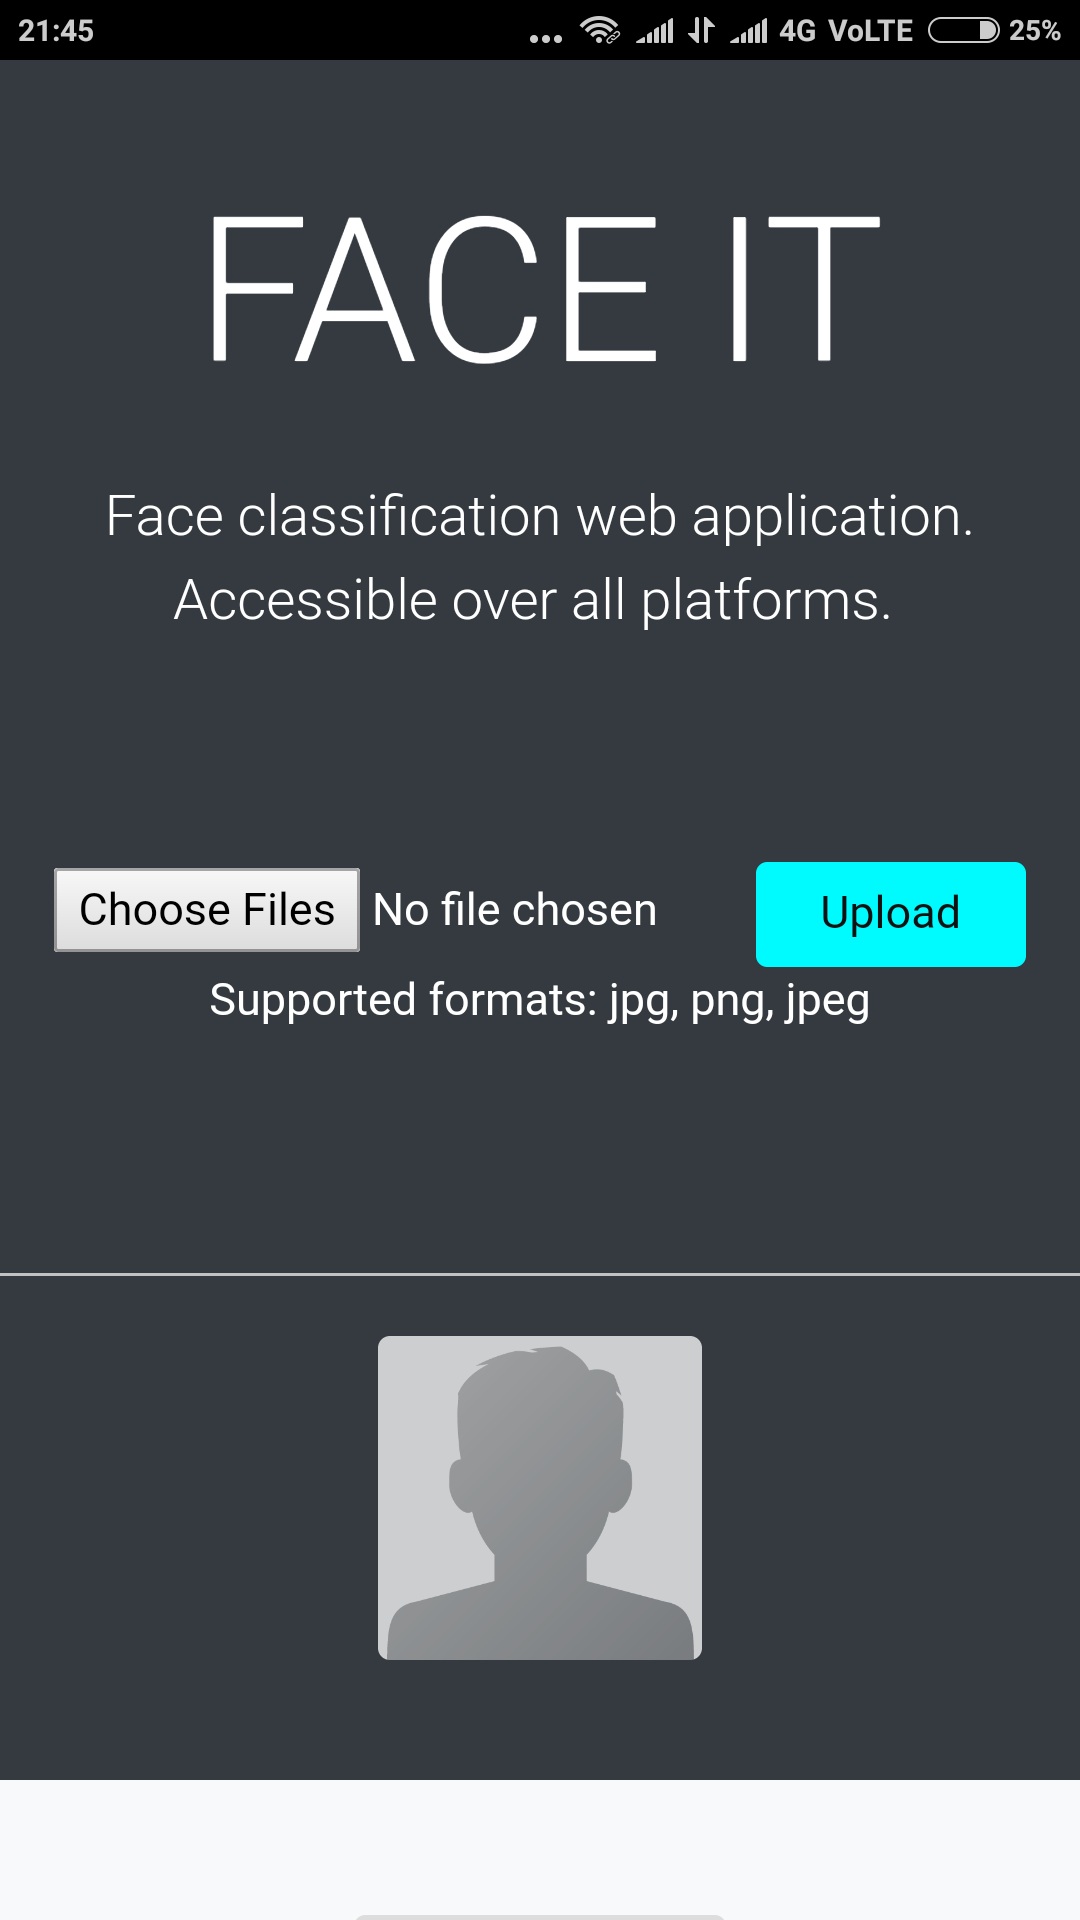 21:45 ... 4G VoLTE 25%
FACE IT
Face classification web application.
Accessible over all platforms.
Choose Files No file chosen Upload
Supported formats: jpg, png, jpeg